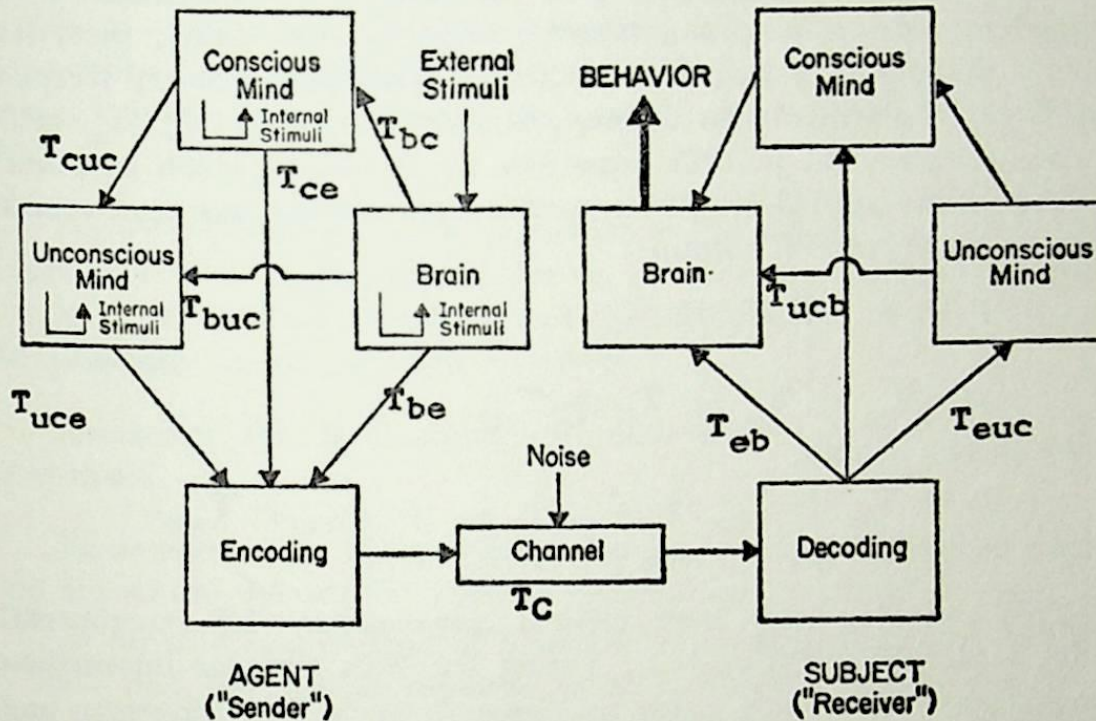 Conscious
Mind
Internal
Stimuli
External
Stimuli
BEHAVIOR
Conscious
Mind
Tcuc
Tce
Tbc
Unconscious
Mind
Internal
Stimuli
Tbuc
Brain
Internal
Stimuli
Brain
Tucb
Unconscious
Mind
Tuce
Tbe
Teb
Teuc
Noise
Encoding
Channel
Decoding
TC
AGENT
("Sender")
SUBJECT
("Receiver")